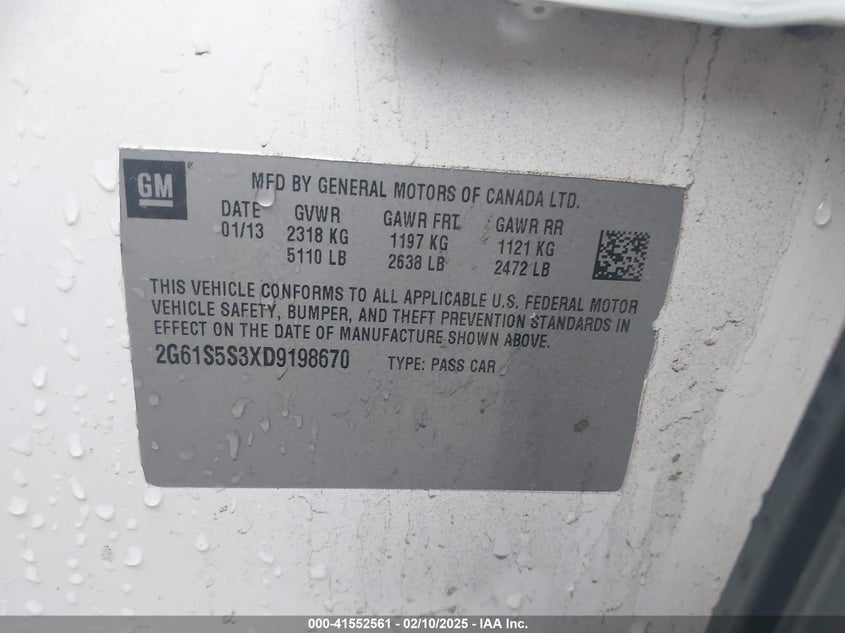 GM ®
MFD BY GENERAL MOTORS OF CANADA LTD.
DATE GVWR GAWR FRT GAWR RR
01/13 2318 KG 1197 KG 1121 KG
5110 LB 2638 LB 2472 LB
THIS VEHICLE CONFORMS TO ALL APPLICABLE U.S. FEDERAL MOTOR
VEHICLE SAFETY, BUMPER, AND THEFT PREVENTION STANDARDS IN
EFFECT ON THE DATE OF MANUFACTURE SHOWN ABOVE.
2G61S5S3XD9198670 TYPE: PASS CAR
000-41552561 - 02/10/2025 - IAA Inc.